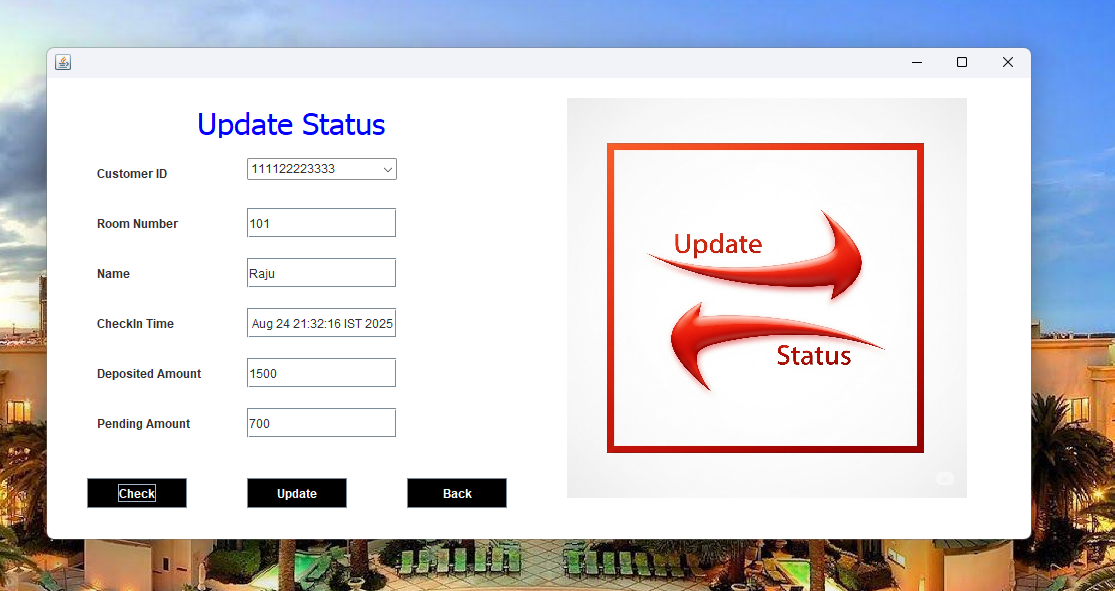 Update Status
Customer ID 111122223333
Room Number 101
Name Raju
CheckIn Time Aug 24 21:32:16 IST 2025
Deposited Amount 1500
Pending Amount 700
Check Update Back
Update
Status